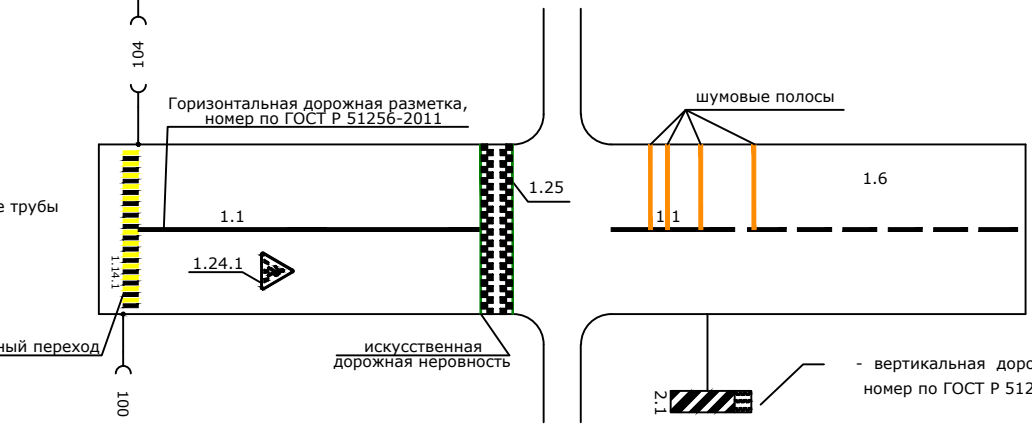 404
Горизонтальная дорожная разметка,
номер по ГОСТ Р 51256-2011
шумовые полосы
1.6
1.25
е трубы
1.1
1.1
1.24.1
1.14.1
ный переход
искусственная
дорожная неровность
100
2.1
- вертикальная доро
номер по ГОСТ Р 512